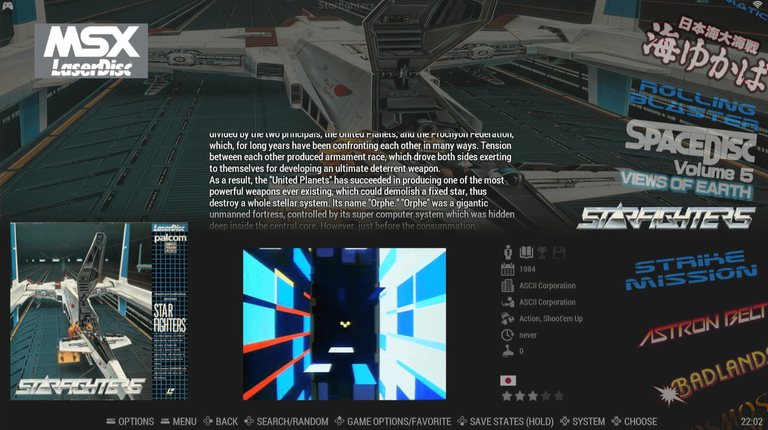 Starfighters
MSX
LaserDisc
divided by the two principals, the United Planets, and the Prochyon Federation,
which, for long years have been confronting each other in many ways. Tension
between each other produced armament race, which drove both sides exerting
to themselves for developing an ultimate deterrent weapon.
As a result, the "United Planets" has succeeded in producing one of the most
powerful weapons ever existing, which could demolish a fixed star, thus
destroy a whole stellar system. Its name "Orphe." "Orphe" was a gigantic
unmanned fortress, controlled by its super computer system which was hidden
deep inside the central core. However, just before the consummation,
日本海大海戦
海ゆかば
ROLLING
BLASTER
SPACEDISC
Volume 5
VIEWS OF EARTH
STARFIGHTERS
STRIKE
MISSION
ASTRON BELT
BADLANDS
LaserDisc
palcom
STAR
FIGHTERS
STARFIGHTERS
1984
ASCII Corporation
ASCII Corporation
Action, Shoot'em Up
never
0
OPTIONS MENU BACK SEARCH/RANDOM GAME OPTIONS/FAVORITE SAVE STATES (HOLD) SYSTEM CHOOSE
22:02